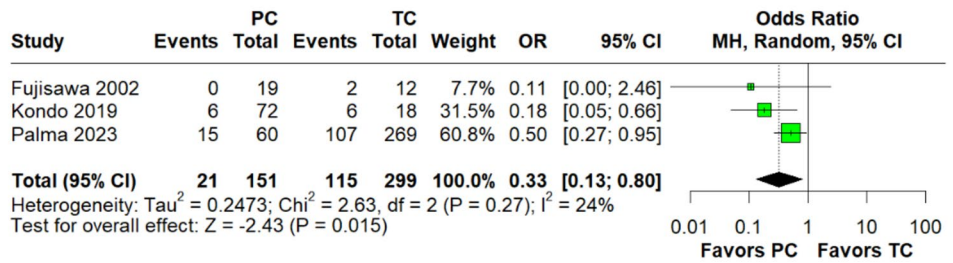 PC TC Odds Ratio
Study Events Total Events Total Weight OR 95% CI MH, Random, 95% CI
Fujisawa 2002 0 19 2 12 7.7% 0.11 [0.00; 2.46]
Kondo 2019 6 72 6 18 31.5% 0.18 [0.05; 0.66]
Palma 2023 15 60 107 269 60.8% 0.50 [0.27; 0.95]
Total (95% CI) 21 151 115 299 100.0% 0.33 [0.13; 0.80]
Heterogeneity: Tau² = 0.2473; Chi² = 2.63, df = 2 (P = 0.27); I² = 24%
Test for overall effect: Z = -2.43 (P = 0.015)
0.01 0.1 1 10 100
Favors PC Favors TC